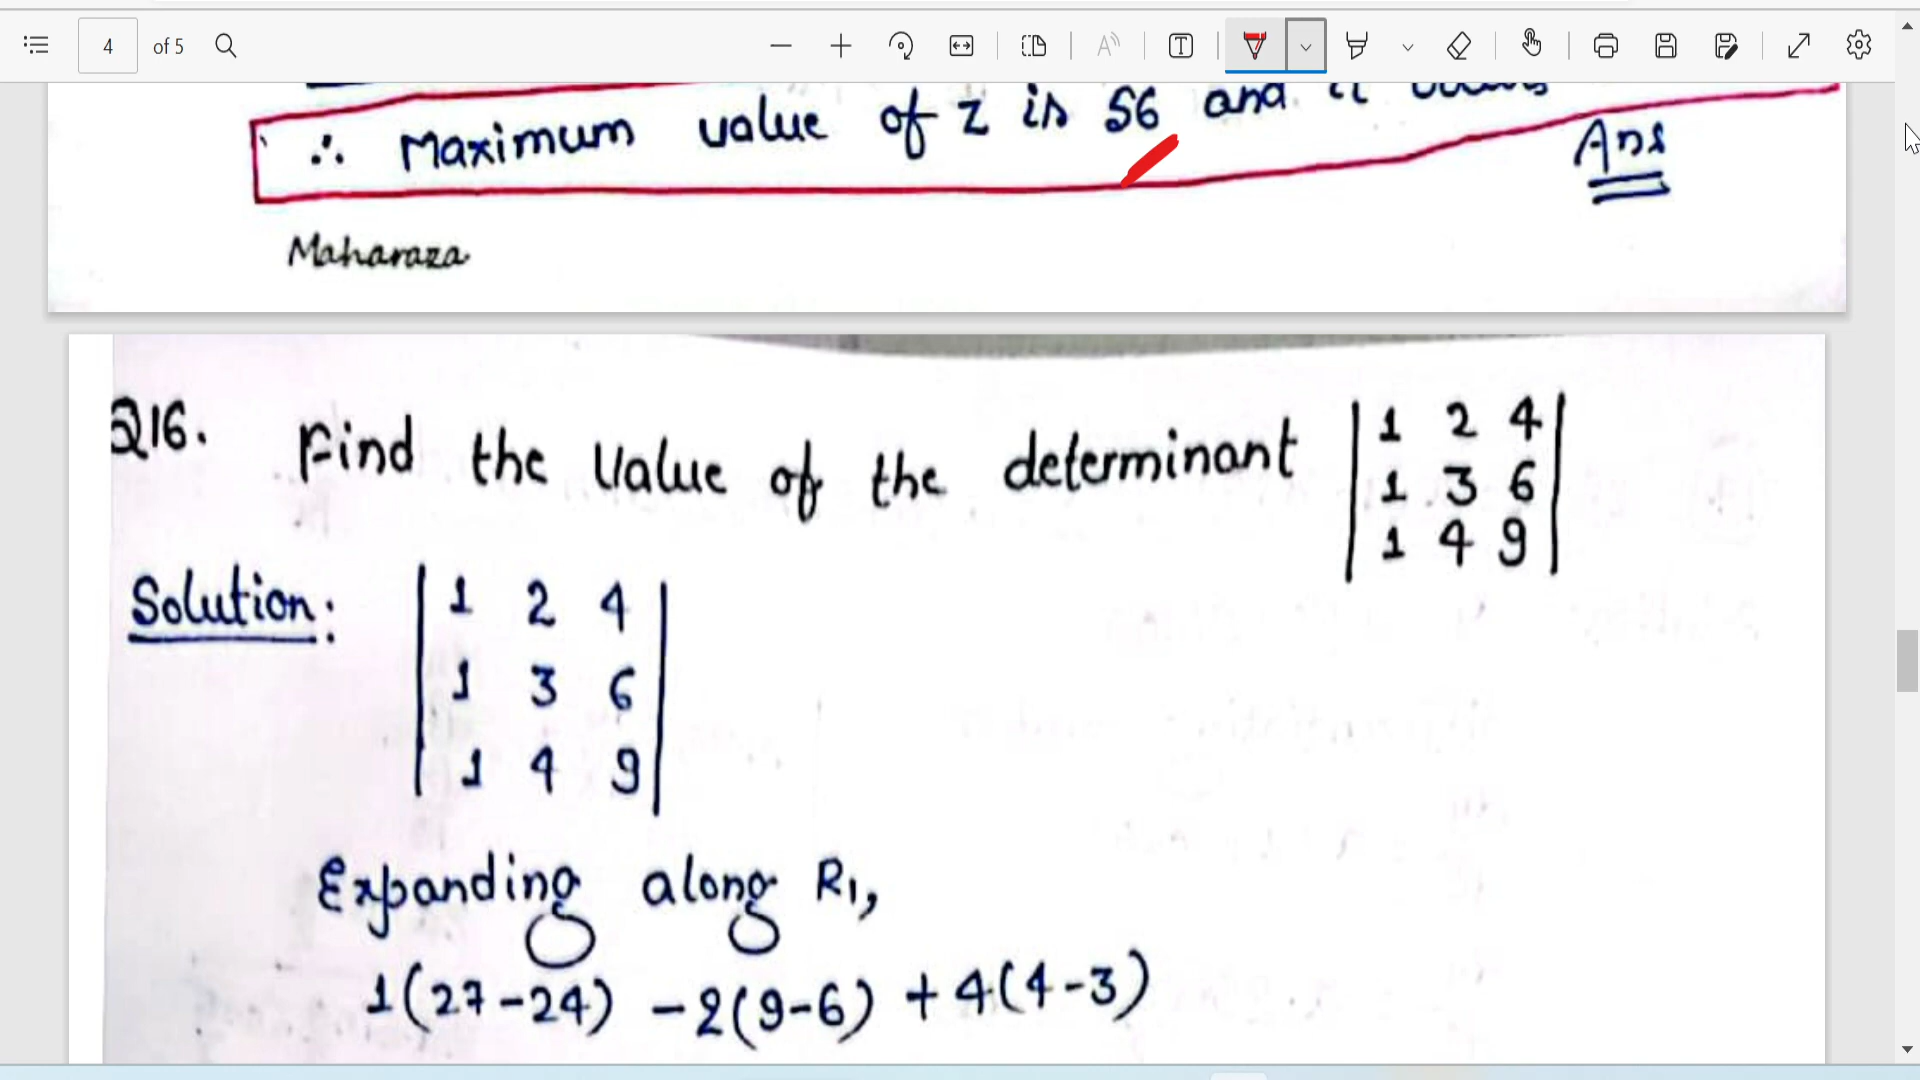 4 of 5
∴ Maximum value of Z is 56 and it
Ans
Maharaza
Q16. Find the Value of the determinant | 1 2 4 |
| 1 3 6 |
| 1 4 9 |
Solution: | 1 2 4 |
| 1 3 6 |
| 1 4 9 |
Expanding along R1,
1(27-24) -2(9-6) +4(4-3)